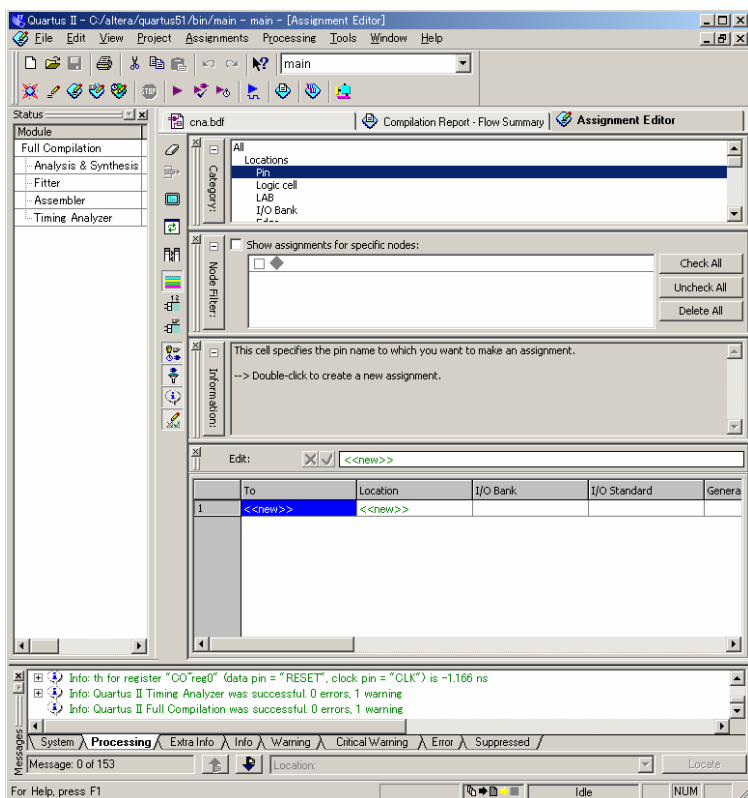 Quartus II - C:/altera/quartus51/bin/main - main - [Assignment Editor]
File Edit View Project Assignments Processing Tools Window Help
main
Status
Module
Full Compilation
Analysis & Synthesis
Fitter
Assembler
Timing Analyzer
cna.bdf
Compilation Report - Flow Summary
Assignment Editor
Category:
All
Locations
Pin
Logic cell
LAB
I/O Bank
Edge
Node Filter:
Show assignments for specific nodes:
Check All
Uncheck All
Delete All
Information:
This cell specifies the pin name to which you want to make an assignment.
--> Double-click to create a new assignment.
Edit: <<new>>
To Location I/O Bank I/O Standard Genera
1 <<new>> <<new>>
Messages
Info: th for register "CO~reg0" (data pin = "RESET", clock pin = "CLK") is -1.166 ns
Info: Quartus II Timing Analyzer was successful. 0 errors, 1 warning
Info: Quartus II Full Compilation was successful. 0 errors, 1 warning
System Processing Extra Info Info Warning Critical Warning Error Suppressed
Message: 0 of 153
Location:
Locate
For Help, press F1
Idle
NUM